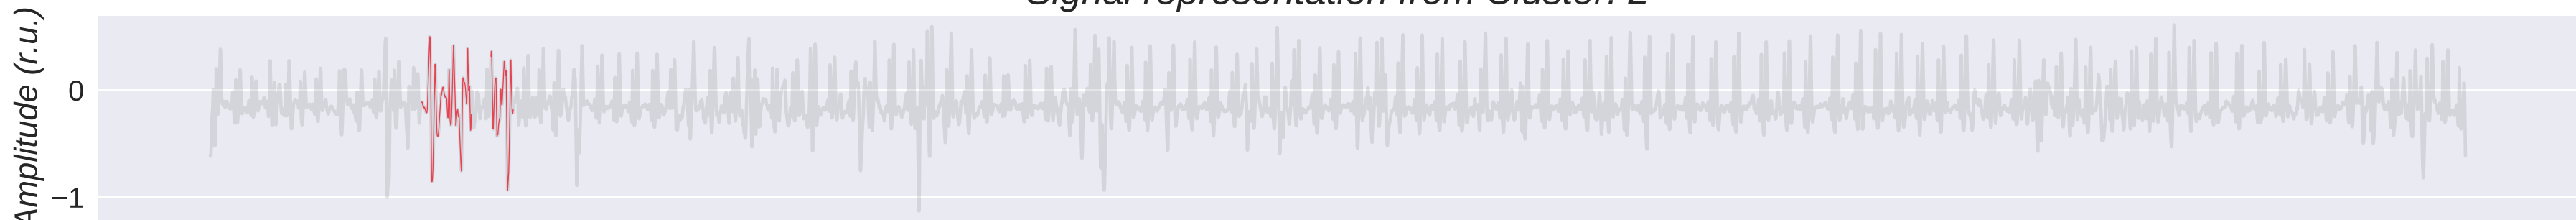 Signal representation from Cluster: 2
Amplitude (r.u.)
0
−1